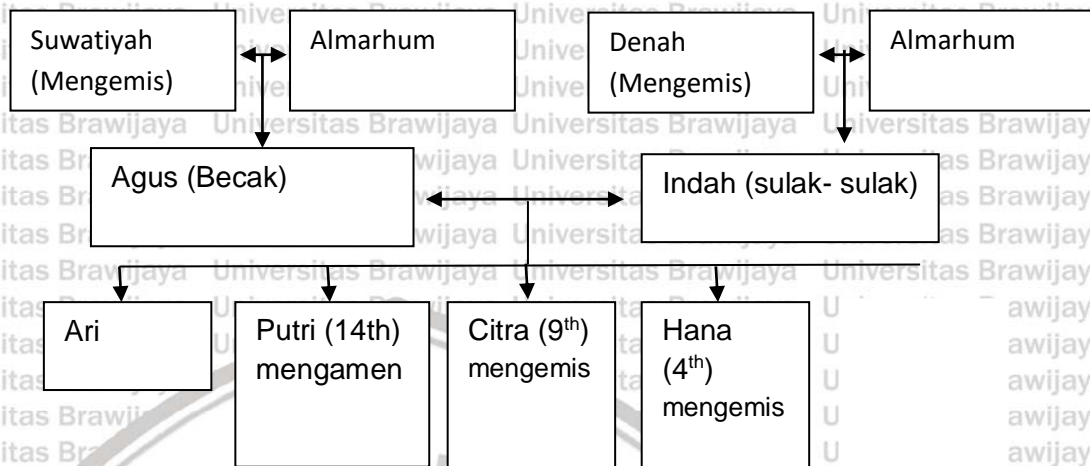 Suwatiyah
(Mengemis)
Almarhum
Denah
(Mengemis)
Almarhum
Agus (Becak)
Indah (sulak- sulak)
Ari
Putri (14th)
mengamen
Citra (9th)
mengemis
Hana
(4th)
mengemis